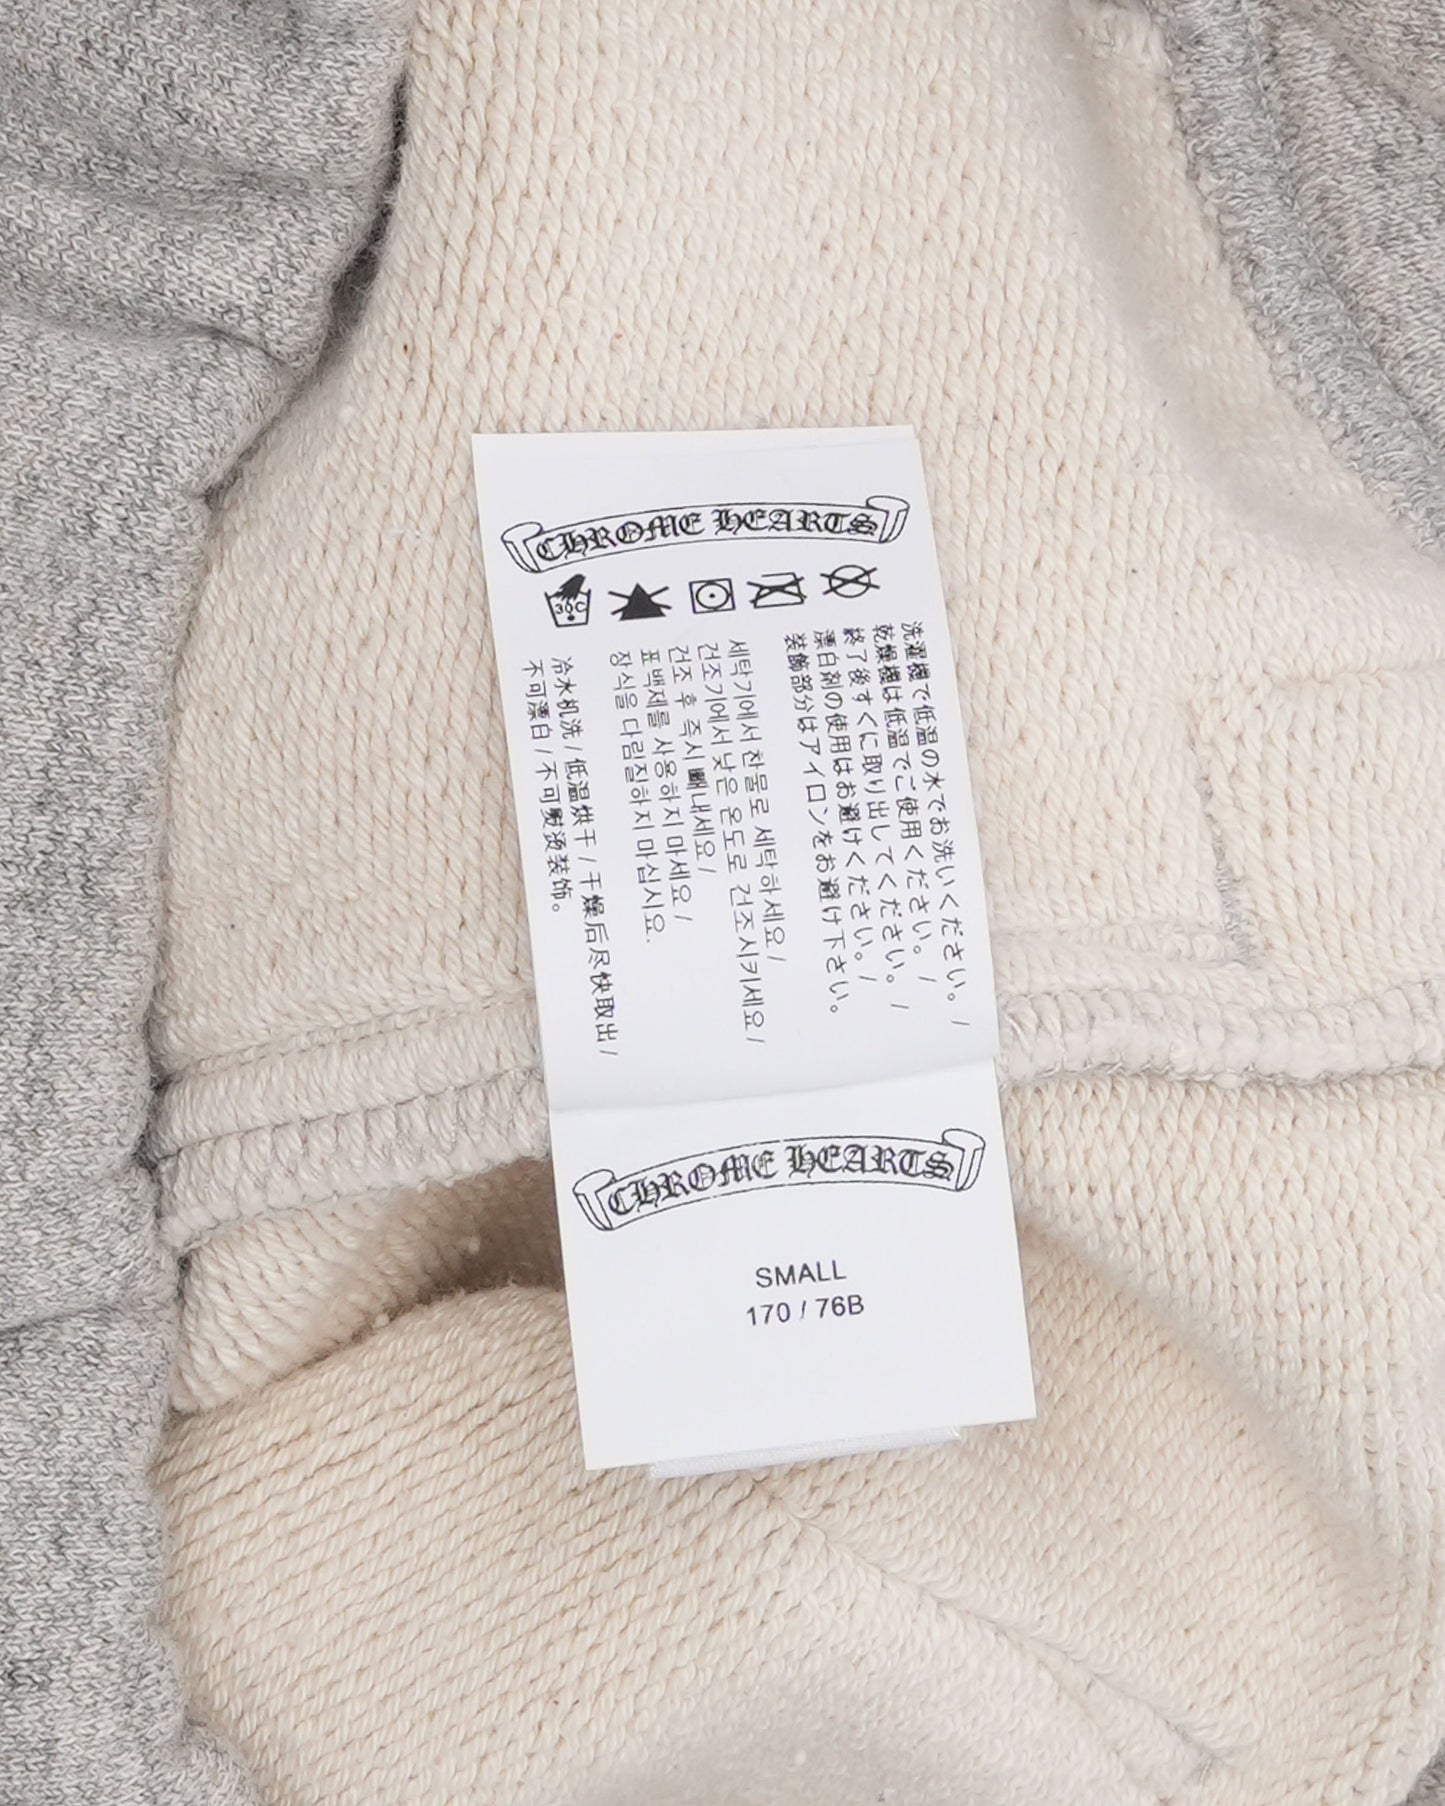 CHROME HEARTS
30C
洗濯機で低温の水でお洗いください。/
乾燥機は低温でご使用ください。/
終了後すぐに取り出してください。/
漂白剤の使用はお避けください。/
装飾部分はアイロンをお避け下さい。
세탁기에서 찬물로 세탁하세요/
건조기에서 낮은 온도로 건조시키세요/
건조 후 즉시 빼내세요/
표백제를 사용하지 마세요/
장식을 다림질하지 마십시요.
冷水机洗/低温烘干/干燥后尽快取出/
不可漂白/不可熨烫装饰。
CHROME HEARTS
SMALL
170 / 76B